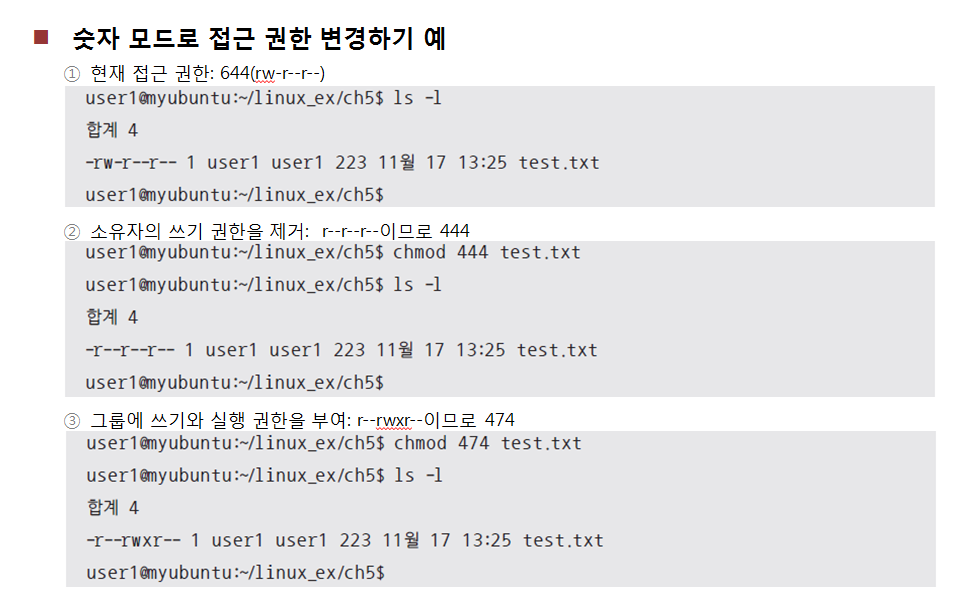 숫자 모드로 접근 권한 변경하기 예
① 현재 접근 권한: 644(rw-r--r--)
user1@myubuntu:~/linux_ex/ch5$ ls -l
합계 4
-rw-r--r-- 1 user1 user1 223 11월 17 13:25 test.txt
user1@myubuntu:~/linux_ex/ch5$
② 소유자의 쓰기 권한을 제거: r--r--r--이므로 444
user1@myubuntu:~/linux_ex/ch5$ chmod 444 test.txt
user1@myubuntu:~/linux_ex/ch5$ ls -l
합계 4
-r--r--r-- 1 user1 user1 223 11월 17 13:25 test.txt
user1@myubuntu:~/linux_ex/ch5$
③ 그룹에 쓰기와 실행 권한을 부여: r--rwxr--이므로 474
user1@myubuntu:~/linux_ex/ch5$ chmod 474 test.txt
user1@myubuntu:~/linux_ex/ch5$ ls -l
합계 4
-r--rwxr-- 1 user1 user1 223 11월 17 13:25 test.txt
user1@myubuntu:~/linux_ex/ch5$